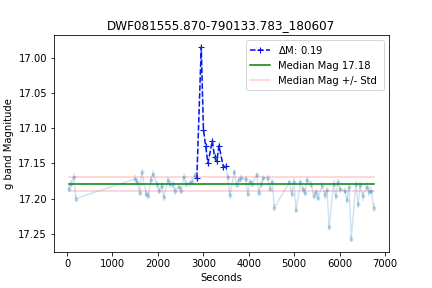 DWF081555.870-790133.783_180607
ΔM: 0.19
Median Mag 17.18
Median Mag +/- Std
g band Magnitude
17.00
17.05
17.10
17.15
17.20
17.25
0 1000 2000 3000 4000 5000 6000 7000
Seconds